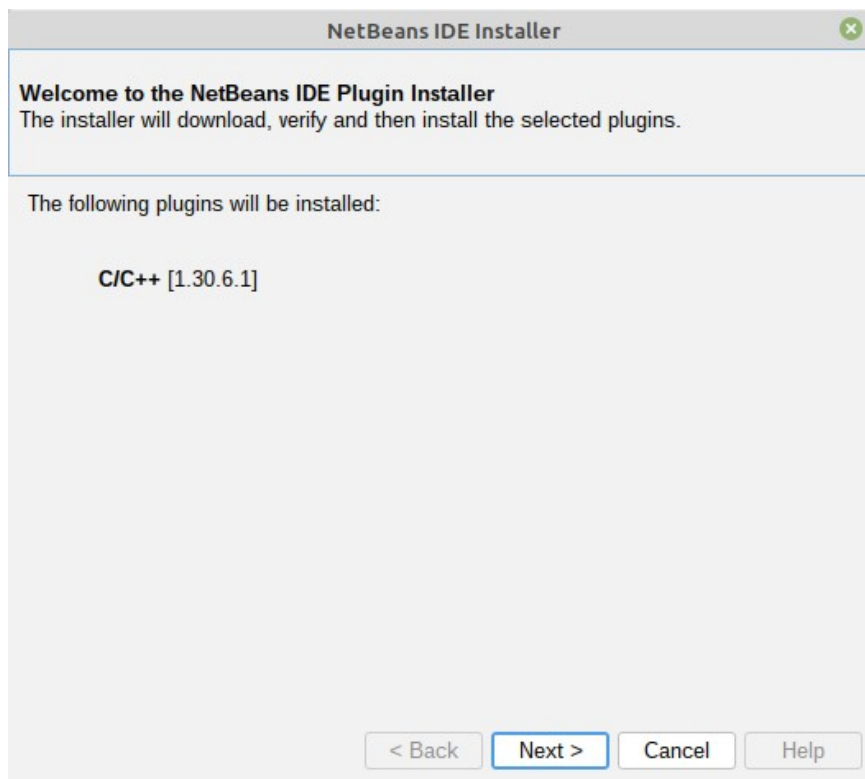 NetBeans IDE Installer
Welcome to the NetBeans IDE Plugin Installer
The installer will download, verify and then install the selected plugins.
The following plugins will be installed:
C/C++ [1.30.6.1]
< Back Next > Cancel Help